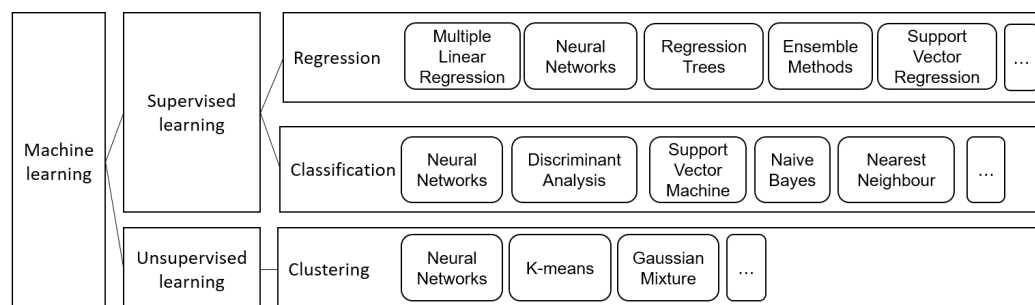 Machine
learning
Supervised
learning
Regression
Multiple
Linear
Regression
Neural
Networks
Regression
Trees
Ensemble
Methods
Support
Vector
Regression
...
Classification
Neural
Networks
Discriminant
Analysis
Support
Vector
Machine
Naive
Bayes
Nearest
Neighbour
...
Unsupervised
learning
Clustering
Neural
Networks
K-means
Gaussian
Mixture
...